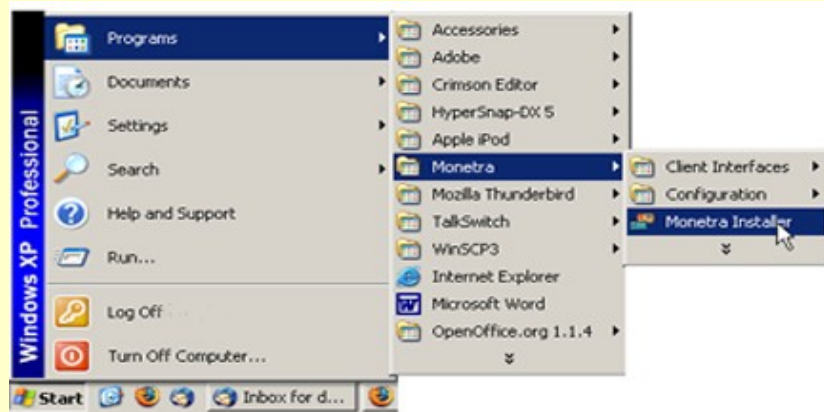 Windows XP Professional
Programs
Documents
Settings
Search
Help and Support
Run...
Log Off
Turn Off Computer...
Accessories
Adobe
Crimson Editor
HyperSnap-DX 5
Apple iPod
Monetra
Mozilla Thunderbird
TalkSwitch
WinSCP3
Internet Explorer
Microsoft Word
OpenOffice.org 1.1.4
Client Interfaces
Configuration
Monetra Installer
Start
Inbox for d...